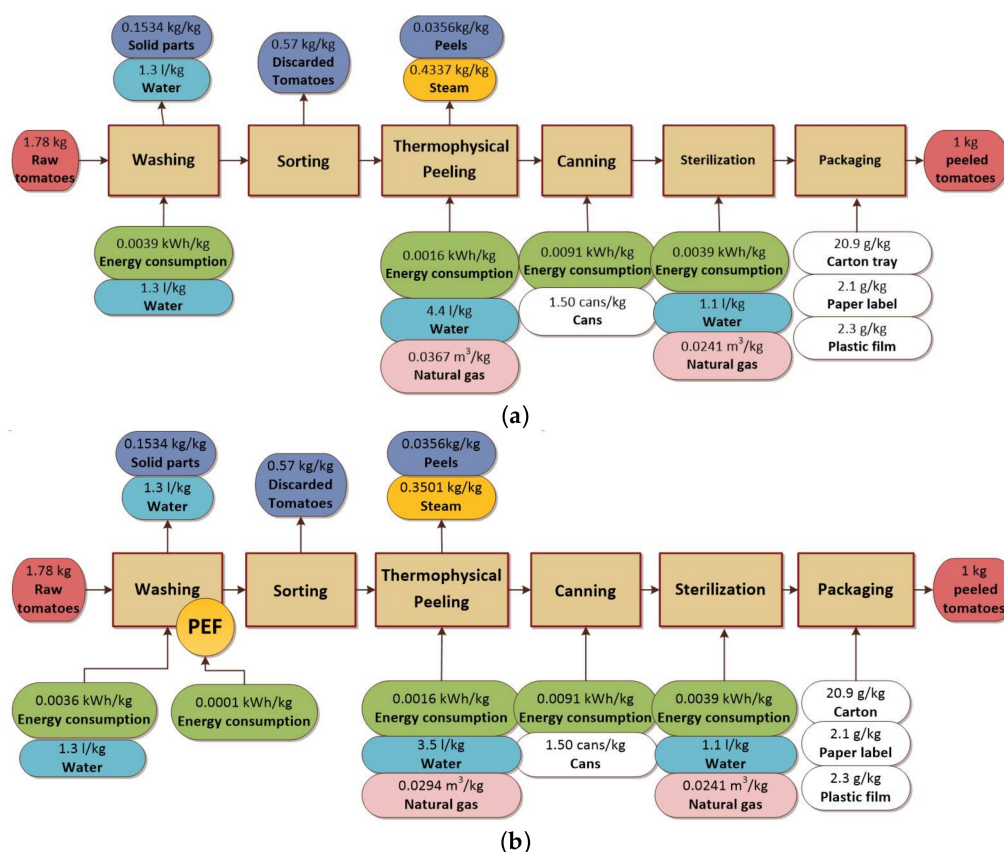 0.1534 kg/kg
Solid parts
1.3 l/kg
Water
0.57 kg/kg
Discarded
Tomatoes
0.0356kg/kg
Peels
0.4337 kg/kg
Steam
1.78 kg
Raw
tomatoes
Washing
Sorting
Thermophysical
Peeling
Canning
Sterilization
Packaging
1 kg
peeled
tomatoes
0.0039 kWh/kg
Energy consumption
1.3 l/kg
Water
0.0016 kWh/kg
Energy consumption
4.4 l/kg
Water
0.0367 m³/kg
Natural gas
0.0091 kWh/kg
Energy consumption
1.50 cans/kg
Cans
0.0039 kWh/kg
Energy consumption
1.1 l/kg
Water
0.0241 m³/kg
Natural gas
20.9 g/kg
Carton tray
2.1 g/kg
Paper label
2.3 g/kg
Plastic film
(a)
0.1534 kg/kg
Solid parts
1.3 l/kg
Water
0.57 kg/kg
Discarded
Tomatoes
0.0356kg/kg
Peels
0.3501 kg/kg
Steam
1.78 kg
Raw
tomatoes
Washing
PEF
Sorting
Thermophysical
Peeling
Canning
Sterilization
Packaging
1 kg
peeled
tomatoes
0.0036 kWh/kg
Energy consumption
1.3 l/kg
Water
0.0001 kWh/kg
Energy consumption
0.0016 kWh/kg
Energy consumption
3.5 l/kg
Water
0.0294 m³/kg
Natural gas
0.0091 kWh/kg
Energy consumption
1.50 cans/kg
Cans
0.0039 kWh/kg
Energy consumption
1.1 l/kg
Water
0.0241 m³/kg
Natural gas
20.9 g/kg
Carton
2.1 g/kg
Paper label
2.3 g/kg
Plastic film
(b)